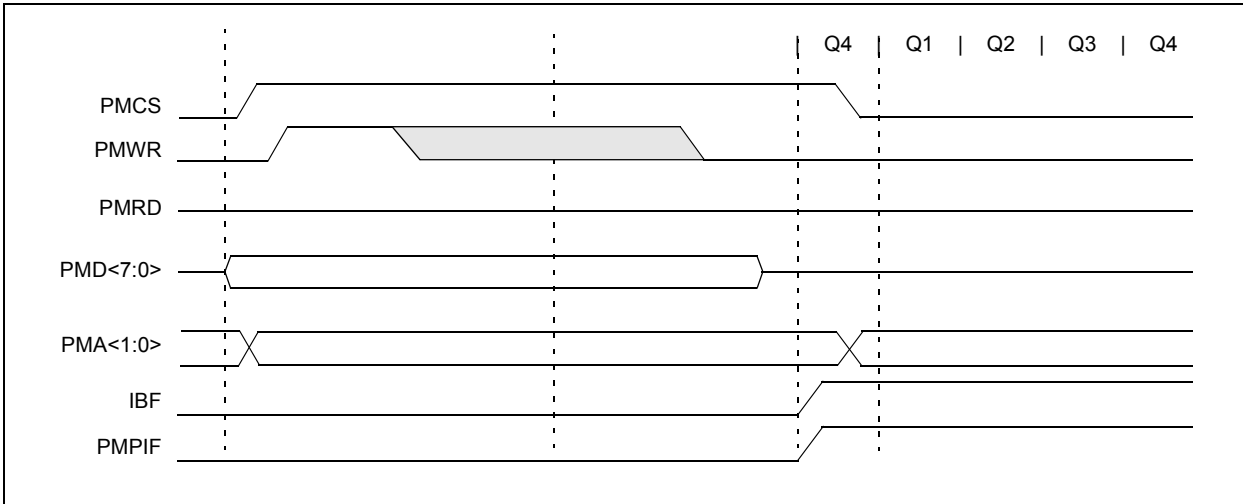 | Q4 | Q1 | Q2 | Q3 | Q4
PMCS
PMWR
PMRD
PMD<7:0>
PMA<1:0>
IBF
PMPIF